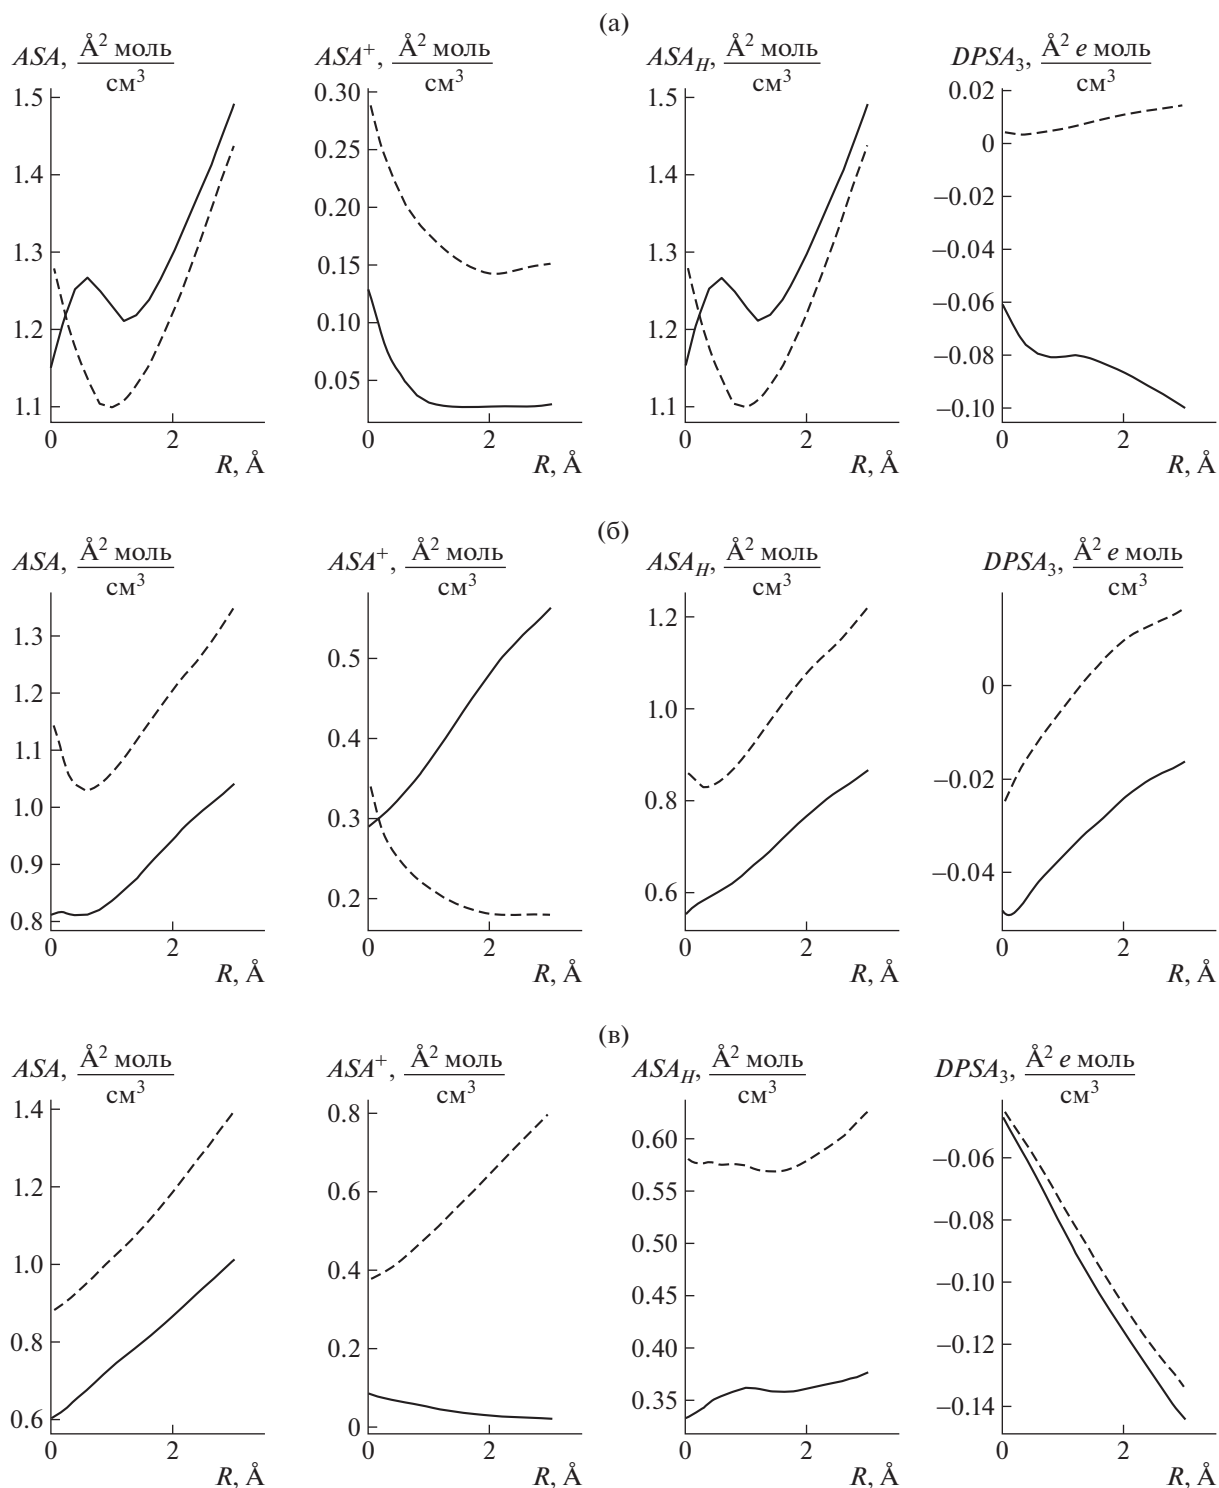 (а)
ASA, Å² моль / см³
ASA⁺, Å² моль / см³
ASA_H, Å² моль / см³
DPSA₃, Å² e моль / см³
1.5
1.4
1.3
1.2
1.1
0 2
R, Å
0.30
0.25
0.20
0.15
0.10
0.05
0 2
R, Å
1.5
1.4
1.3
1.2
1.1
0 2
R, Å
0.02
0
−0.02
−0.04
−0.06
−0.08
−0.10
0 2
R, Å
(б)
ASA, Å² моль / см³
ASA⁺, Å² моль / см³
ASA_H, Å² моль / см³
DPSA₃, Å² e моль / см³
1.3
1.2
1.1
1.0
0.9
0.8
0 2
R, Å
0.5
0.4
0.3
0.2
0 2
R, Å
1.2
1.0
0.8
0.6
0 2
R, Å
0
−0.02
−0.04
0 2
R, Å
(в)
ASA, Å² моль / см³
ASA⁺, Å² моль / см³
ASA_H, Å² моль / см³
DPSA₃, Å² e моль / см³
1.4
1.2
1.0
0.8
0.6
0 2
R, Å
0.8
0.6
0.4
0.2
0
0 2
R, Å
0.60
0.55
0.50
0.45
0.40
0.35
0 2
R, Å
−0.06
−0.08
−0.10
−0.12
−0.14
0 2
R, Å